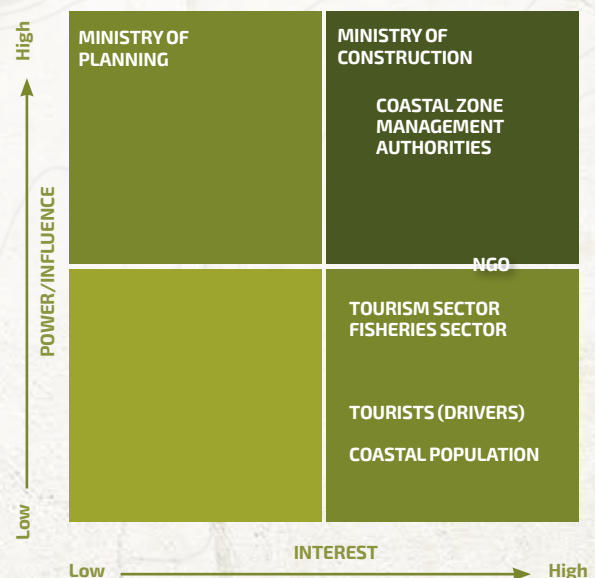 High
MINISTRY OF
PLANNING
MINISTRY OF
CONSTRUCTION
COASTAL ZONE
MANAGEMENT
AUTHORITIES
POWER/INFLUENCE
NGO
TOURISM SECTOR
FISHERIES SECTOR
TOURISTS (DRIVERS)
COASTAL POPULATION
Low
INTEREST
Low
High